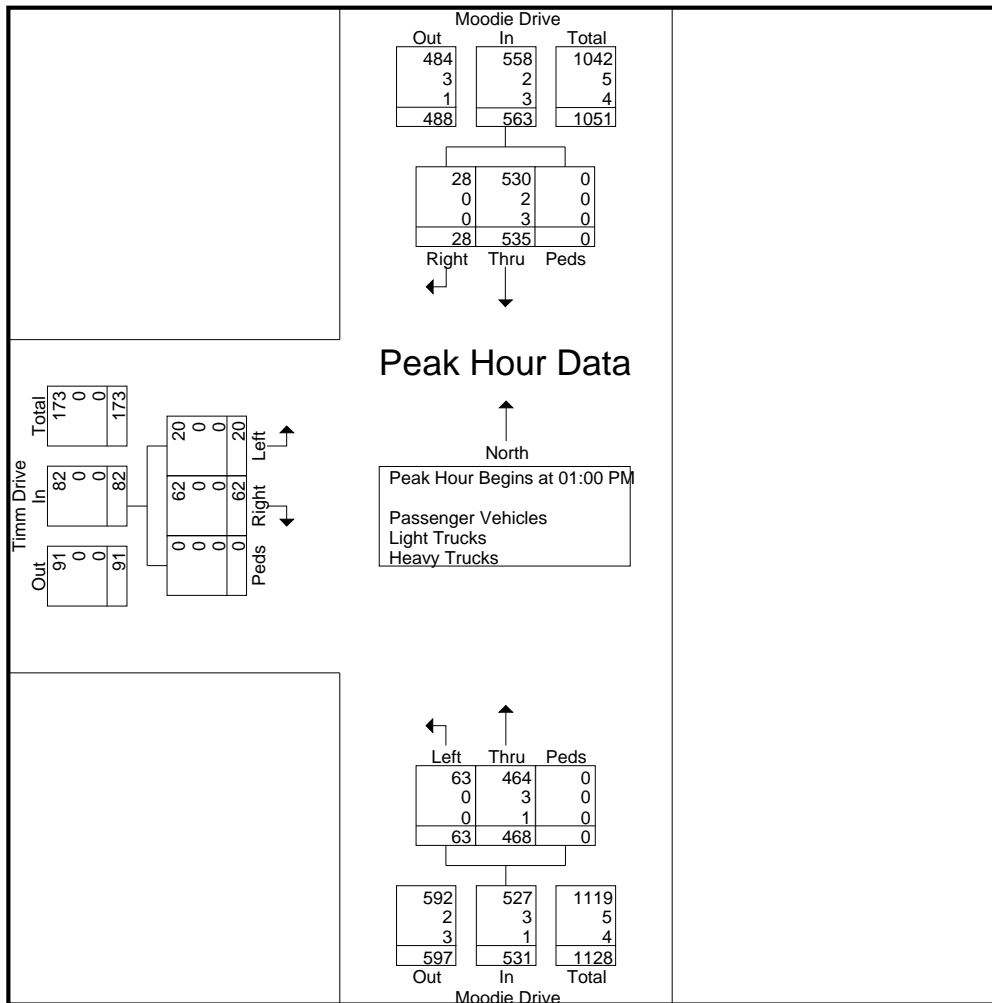 Moodie Drive
Out In Total
484 558 1042
3 2 5
1 3 4
488 563 1051
28 530 0
0 2 0
0 3 0
28 535 0
Right Thru Peds
Peak Hour Data
North
Peak Hour Begins at 01:00 PM
Passenger Vehicles
Light Trucks
Heavy Trucks
Timm Drive
Out In Total
91 82 173
0 0 0
0 0 0
91 82 173
0 62 20
0 0 0
0 0 0
0 62 20
Peds Right Left
Left Thru Peds
63 464 0
0 3 0
0 1 0
63 468 0
592 527 1119
2 3 5
3 1 4
597 531 1128
Out In Total
Moodie Drive